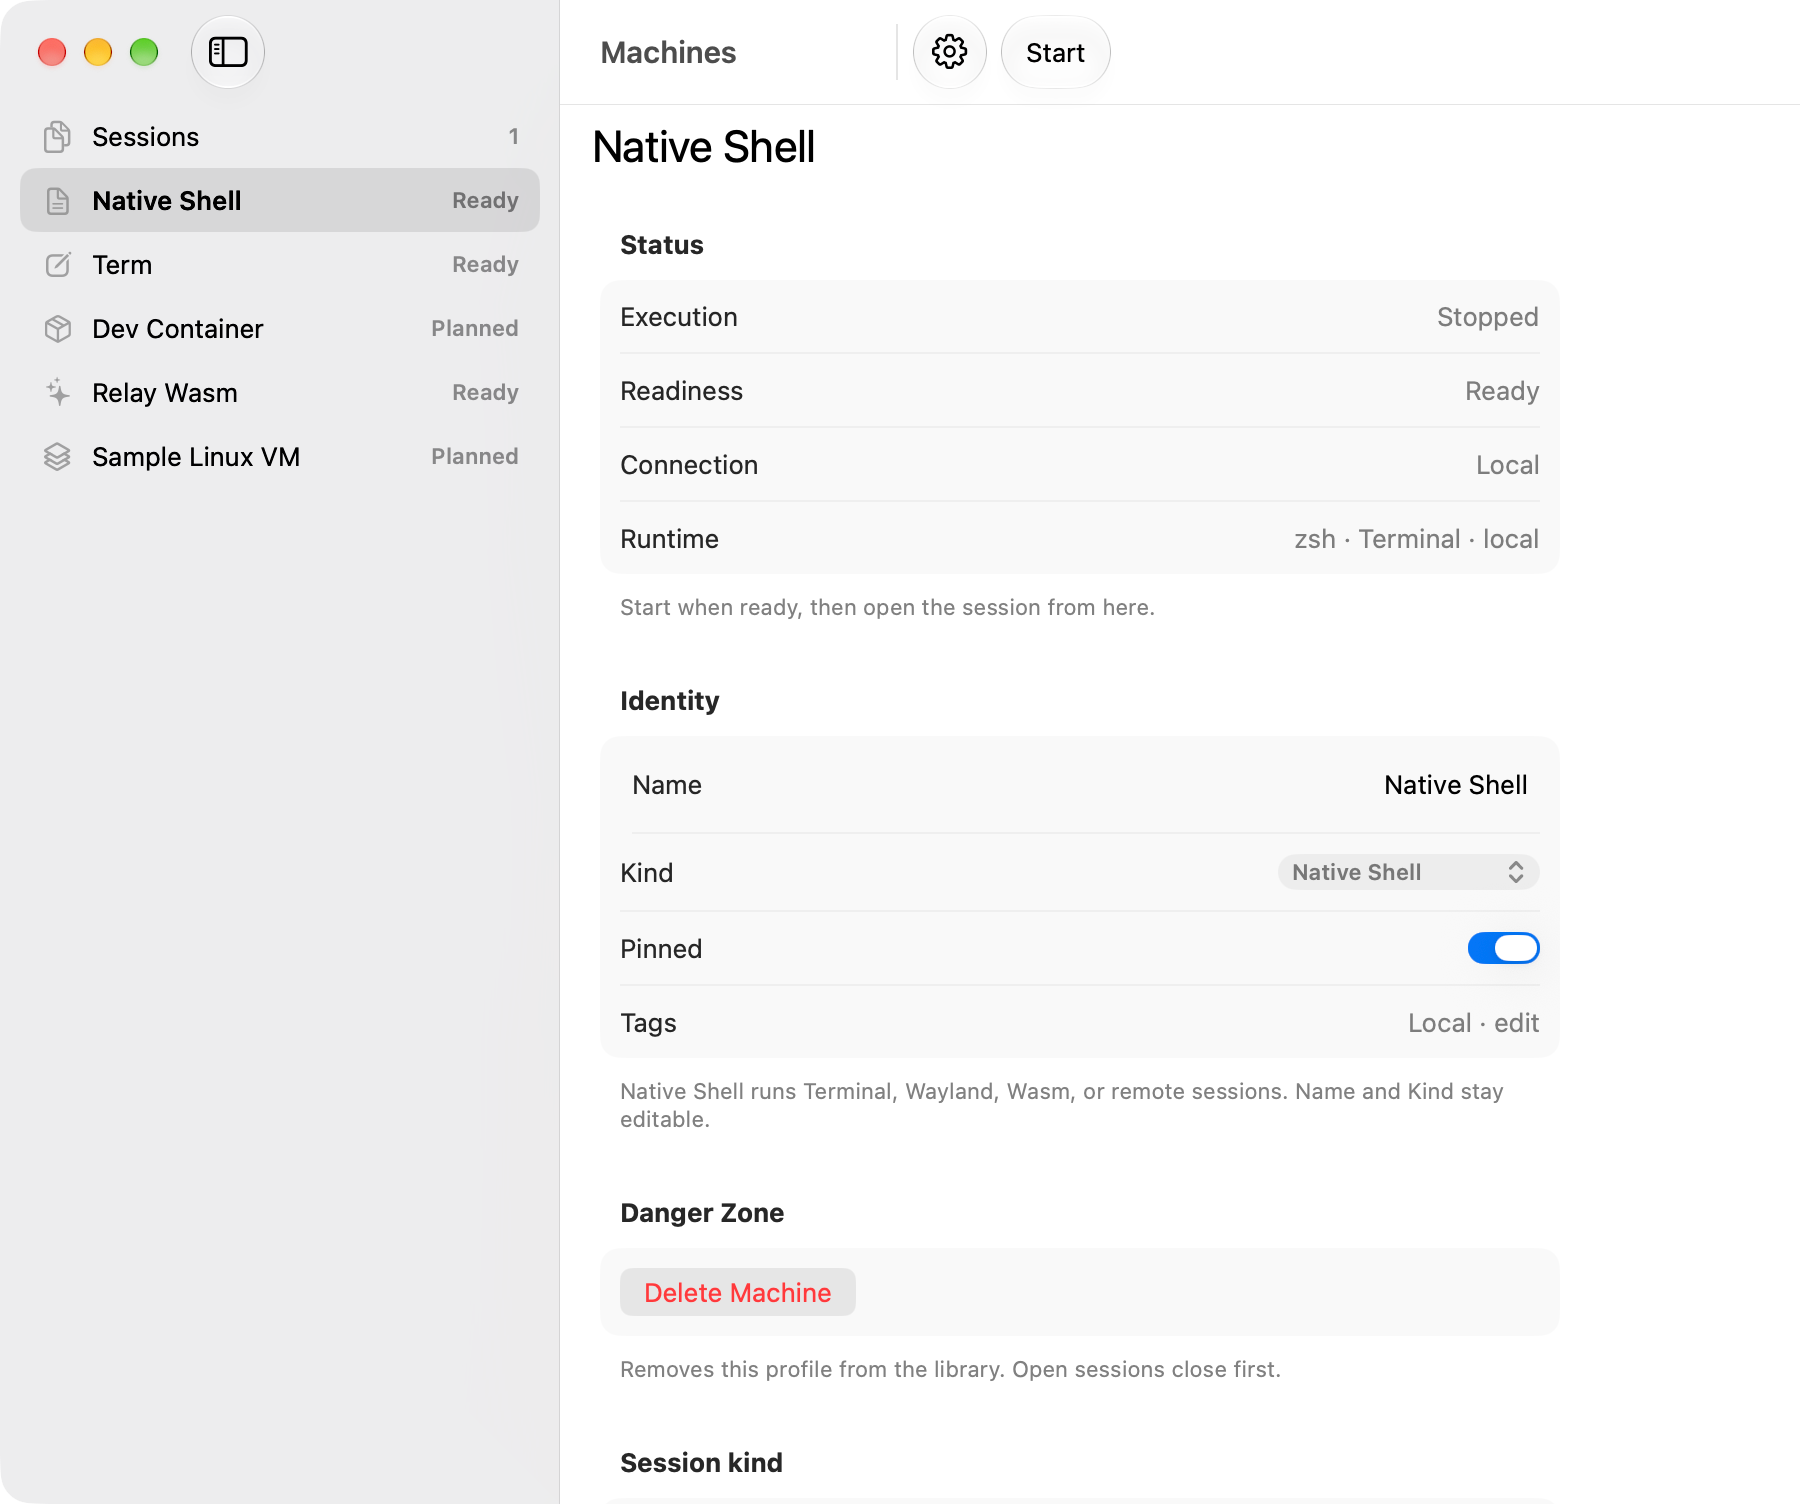 Machines
Start
Sessions 1
Native Shell Ready
Term Ready
Dev Container Planned
Relay Wasm Ready
Sample Linux VM Planned
Native Shell
Status
Execution Stopped
Readiness Ready
Connection Local
Runtime zsh · Terminal · local
Start when ready, then open the session from here.
Identity
Name Native Shell
Kind Native Shell
Pinned
Tags Local · edit
Native Shell runs Terminal, Wayland, Wasm, or remote sessions. Name and Kind stay
editable.
Danger Zone
Delete Machine
Removes this profile from the library. Open sessions close first.
Session kind